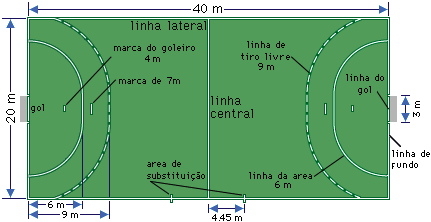 40 m
linha lateral
marca do goleiro
4 m
marca de 7m
linha de
tiro livre
9 m
linha do
gol
gol
20 m
linha
central
3 m
area de
substituição
linha da area
6 m
linha de
fundo
6 m
9 m
4.45 m